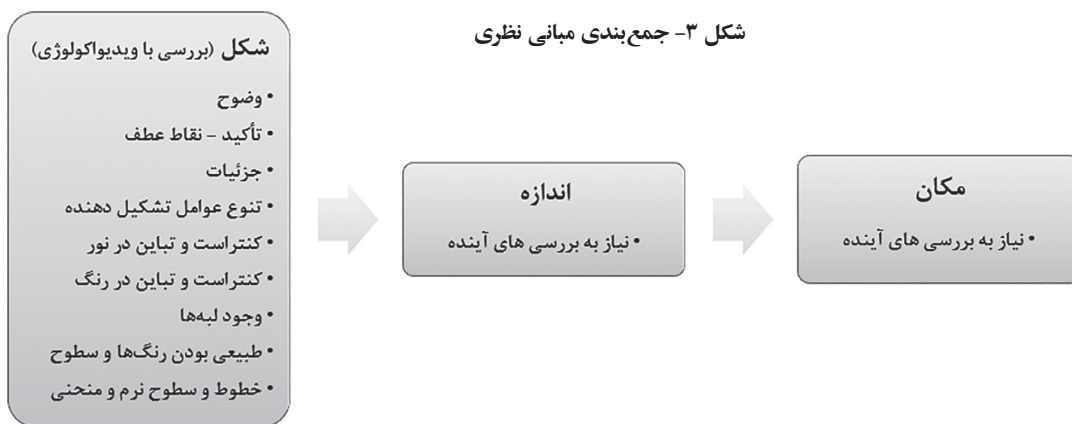 شکل ۳- جمع‌بندی مبانی نظری
شکل (بررسی با ویدیواکولوژی)
• وضوح
• تأکید - نقاط عطف
• جزئیات
• تنوع عوامل تشکیل دهنده
• کنتراست و تباین در نور
• کنتراست و تباین در رنگ
• وجود لبه‌ها
• طبیعی بودن رنگ‌ها و سطوح
• خطوط و سطوح نرم و منحنی
اندازه
• نیاز به بررسی های آینده
مکان
• نیاز به بررسی های آینده